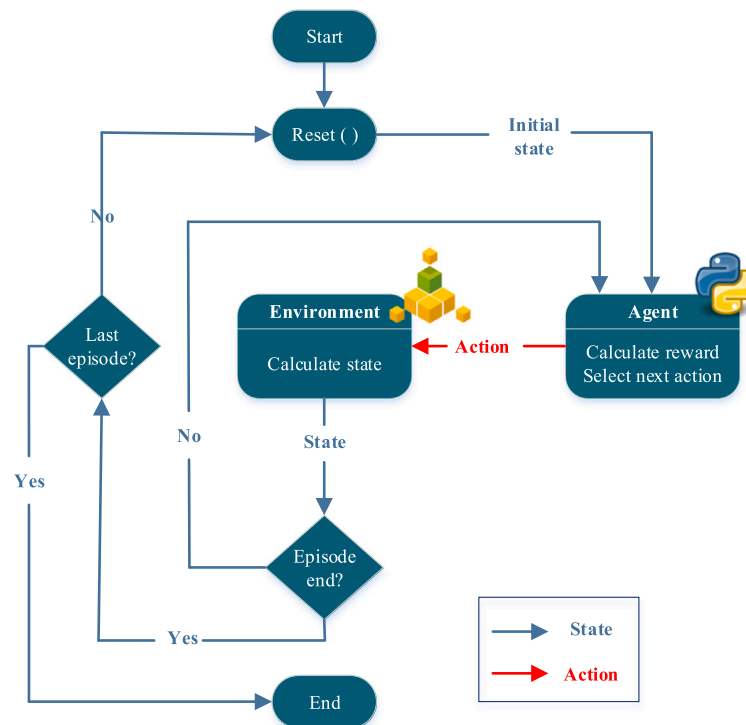 Start
Reset ( )
Initial
state
No
Environment
Calculate state
Action
Agent
Calculate reward
Select next action
Last
episode?
No
State
Yes
Episode
end?
Yes
State
Action
End